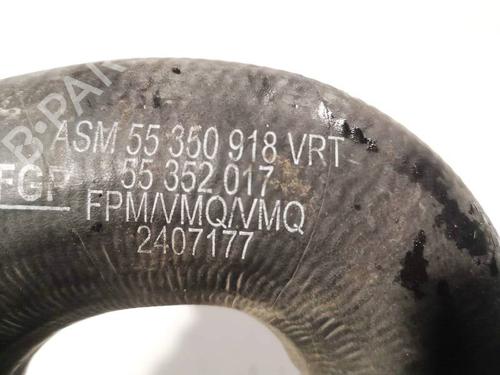 B-PAR
ASM 55 350 918 VRT
55 352 017
FGP
FPM/VMQ/VMQ
2407177